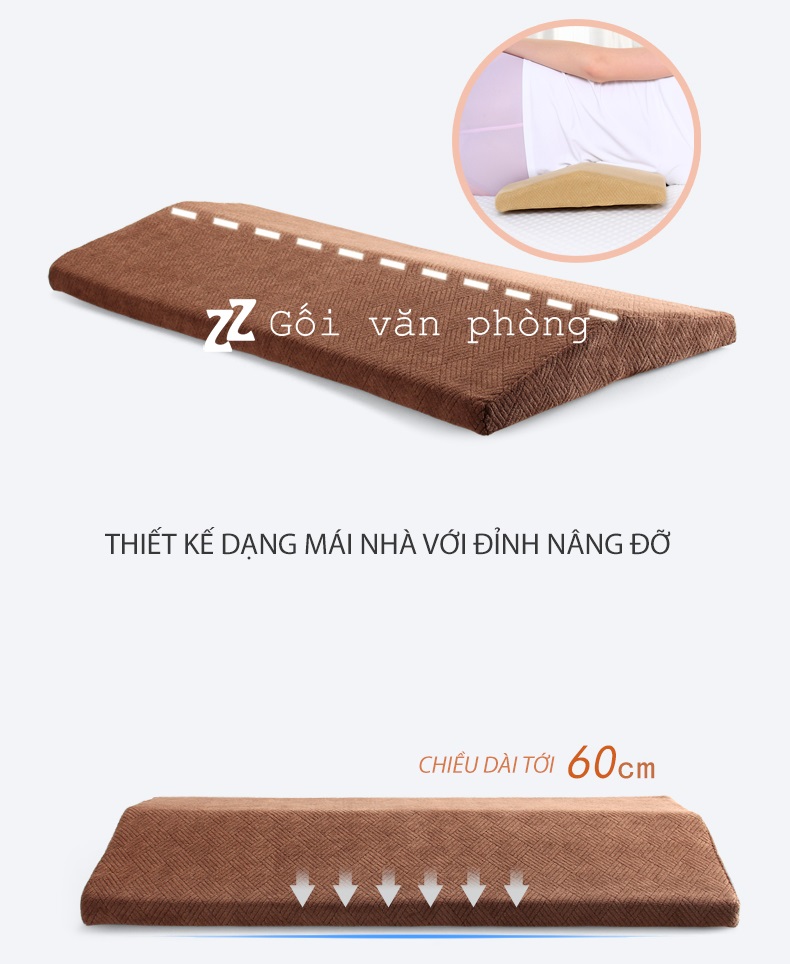 ZZ Gối văn phòng
THIẾT KẾ DẠNG MÁI NHÀ VỚI ĐỈNH NÂNG ĐỠ
CHIỀU DÀI TỚI 60cm